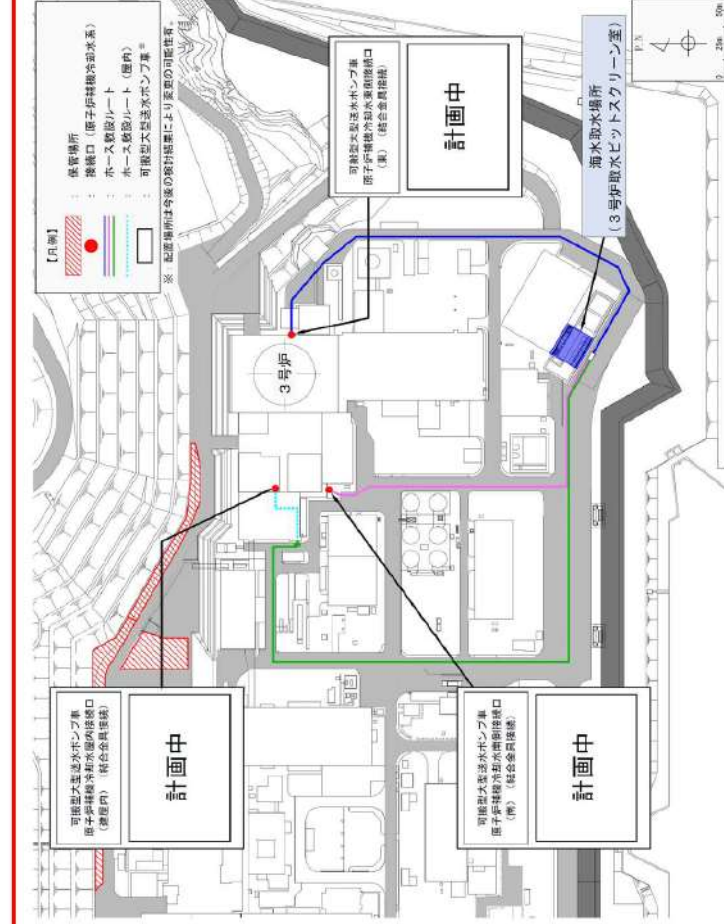 【凡例】
： 保管場所
： 接続口（原子炉補機冷却水系）
： ホース敷設ルート
： ホース敷設ルート（屋内）
： 可搬型大型送水ポンプ車※
※：配置場所は今後の検討結果により変更の可能性有。
可搬型大型送水ポンプ車
原子炉補機冷却水屋内接続口
（建屋内）（結合金具接続）
計画中
可搬型大型送水ポンプ車
原子炉補機冷却水東側接続口
（東）（結合金具接続）
計画中
3号炉
可搬型大型送水ポンプ車
原子炉補機冷却水南側接続口
（南）（結合金具接続）
計画中
海水取水場所
（3号炉取水ピットスクリーン室）
P.N
0 25m 50m